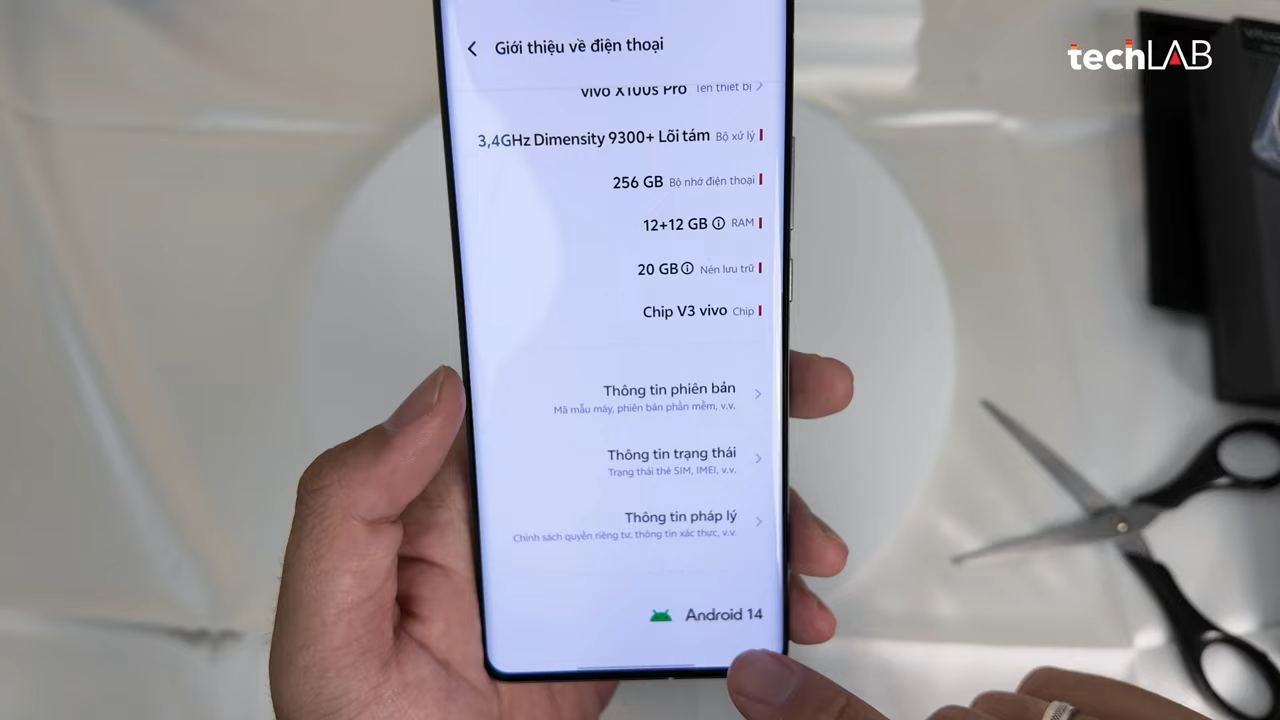 techLAB
Giới thiệu về điện thoại
vivo X100s Pro Tên thiết bị
3,4GHz Dimensity 9300+ Lõi tám Bộ xử lý
256 GB Bộ nhớ điện thoại
12+12 GB RAM
20 GB Nén lưu trữ
Chip V3 vivo Chip
Thông tin phiên bản
Mã mẫu máy, phiên bản phần mềm, v.v.
Thông tin trạng thái
Trạng thái thẻ SIM, IMEI, v.v.
Thông tin pháp lý
Chính sách quyền riêng tư, thông tin xác thực, v.v.
Android 14